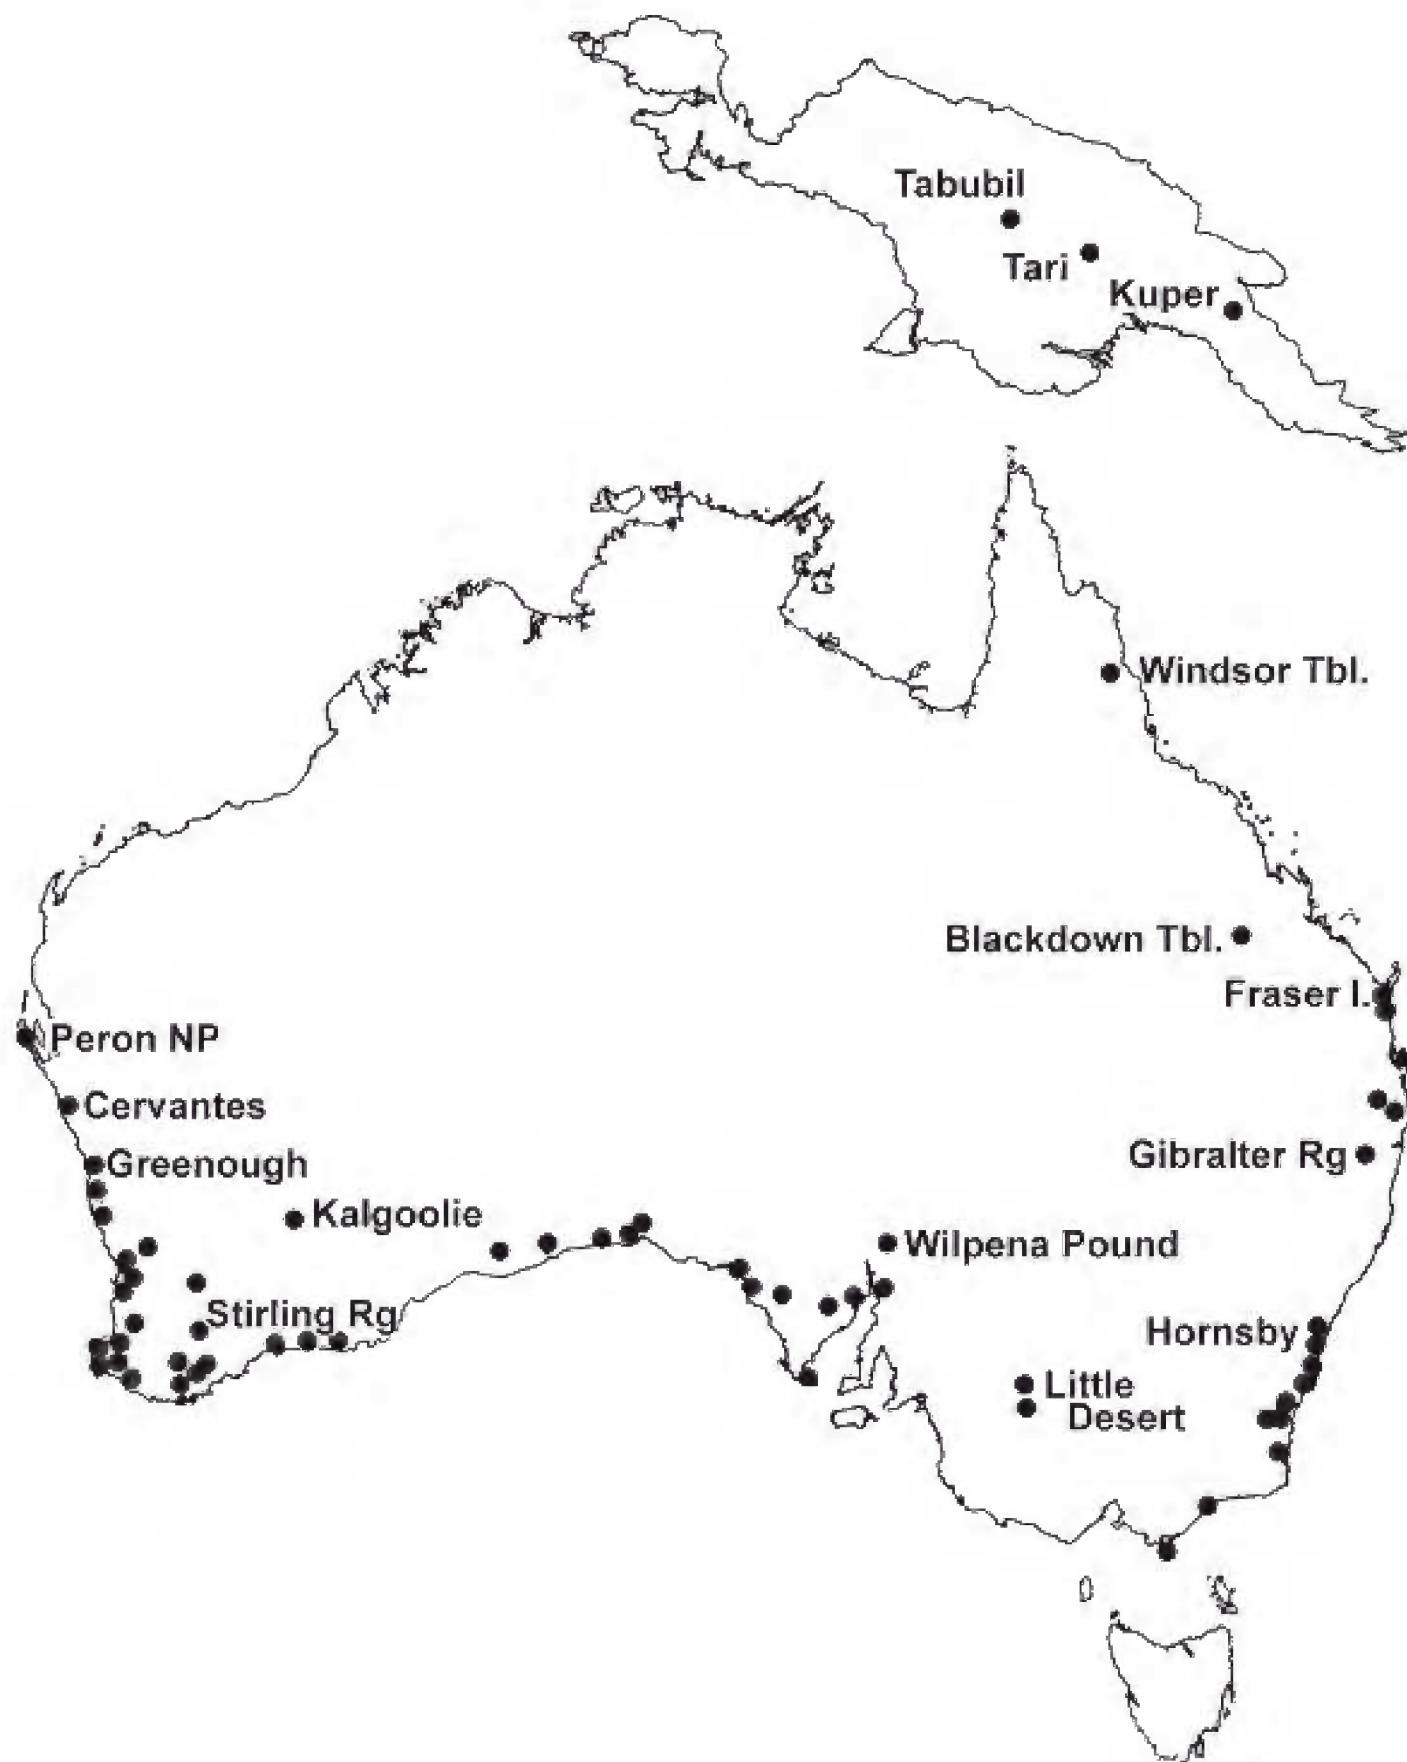 Tabubil
Tari
Kuper
Windsor Tbl.
Blackdown Tbl.
Fraser I.
Peron NP
Cervantes
Gibralter Rg
Greenough
Kalgoolie
Wilpena Pound
Stirling Rg
Hornsby
Little
Desert